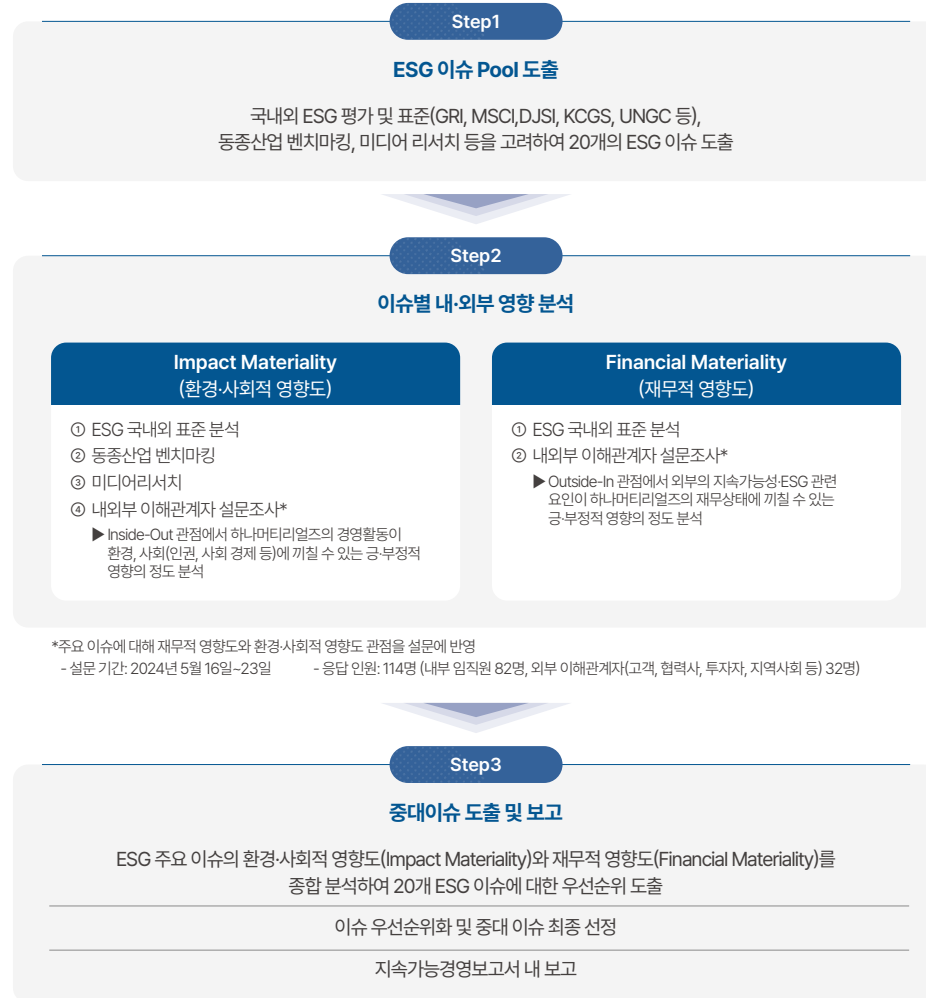 Step1
ESG 이슈 Pool 도출
국내외 ESG 평가 및 표준(GRI, MSCI,DJSI, KCGS, UNGC 등),
동종산업 벤치마킹, 미디어 리서치 등을 고려하여 20개의 ESG 이슈 도출
Step2
이슈별 내·외부 영향 분석
Impact Materiality
(환경·사회적 영향도)
① ESG 국내외 표준 분석
② 동종산업 벤치마킹
③ 미디어리서치
④ 내외부 이해관계자 설문조사*
▶ Inside-Out 관점에서 하나머티리얼즈의 경영활동이
환경, 사회(인권, 사회 경제 등)에 끼칠 수 있는 긍·부정적
영향의 정도 분석
Financial Materiality
(재무적 영향도)
① ESG 국내외 표준 분석
② 내외부 이해관계자 설문조사*
▶ Outside-In 관점에서 외부의 지속가능성·ESG 관련
요인이 하나머티리얼즈의 재무상태에 끼칠 수 있는
긍·부정적 영향의 정도 분석
*주요 이슈에 대해 재무적 영향도와 환경·사회적 영향도 관점을 설문에 반영
- 설문 기간: 2024년 5월 16일~23일 - 응답 인원: 114명 (내부 임직원 82명, 외부 이해관계자(고객, 협력사, 투자자, 지역사회 등) 32명)
Step3
중대이슈 도출 및 보고
ESG 주요 이슈의 환경·사회적 영향도(Impact Materiality)와 재무적 영향도(Financial Materiality)를
종합 분석하여 20개 ESG 이슈에 대한 우선순위 도출
이슈 우선순위화 및 중대 이슈 최종 선정
지속가능경영보고서 내 보고